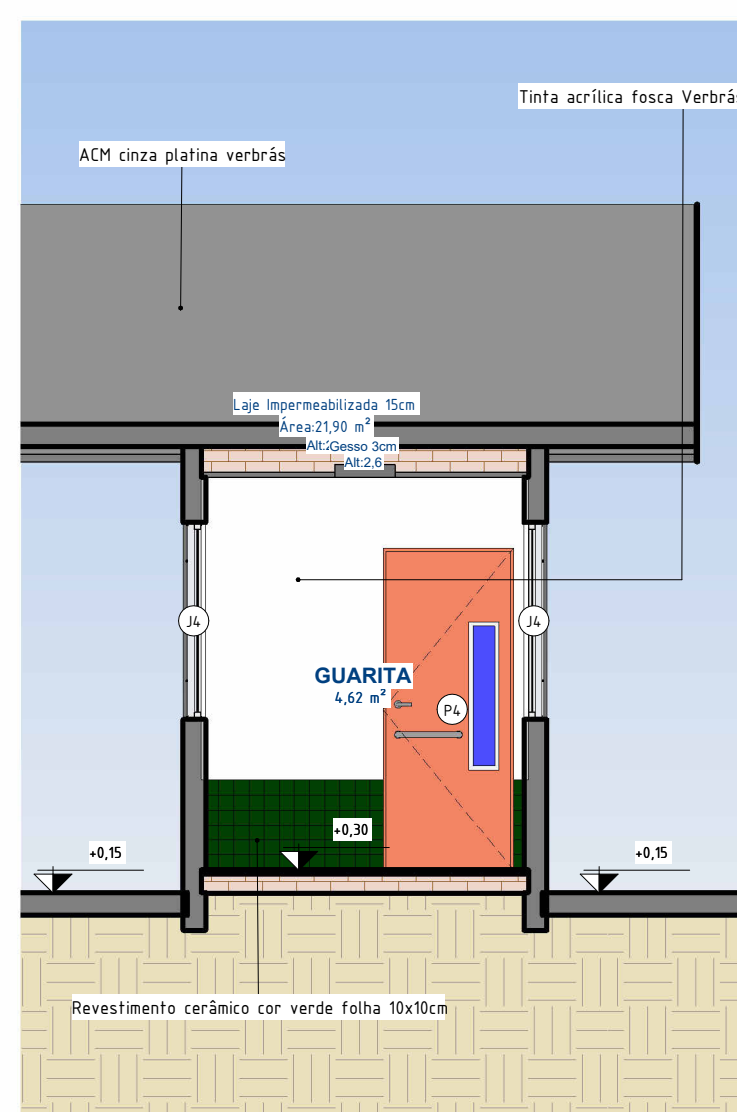 Tinta acrílica fosca Verbrás
ACM cinza platina verbrás
Laje Impermeabilizada 15cm
Área:21,90 m²
Alt:
Gesso 3cm
Alt:2,6
J4
J4
GUARITA
4,62 m²
P4
+0,30
+0,15
+0,15
Revestimento cerâmico cor verde folha 10x10cm